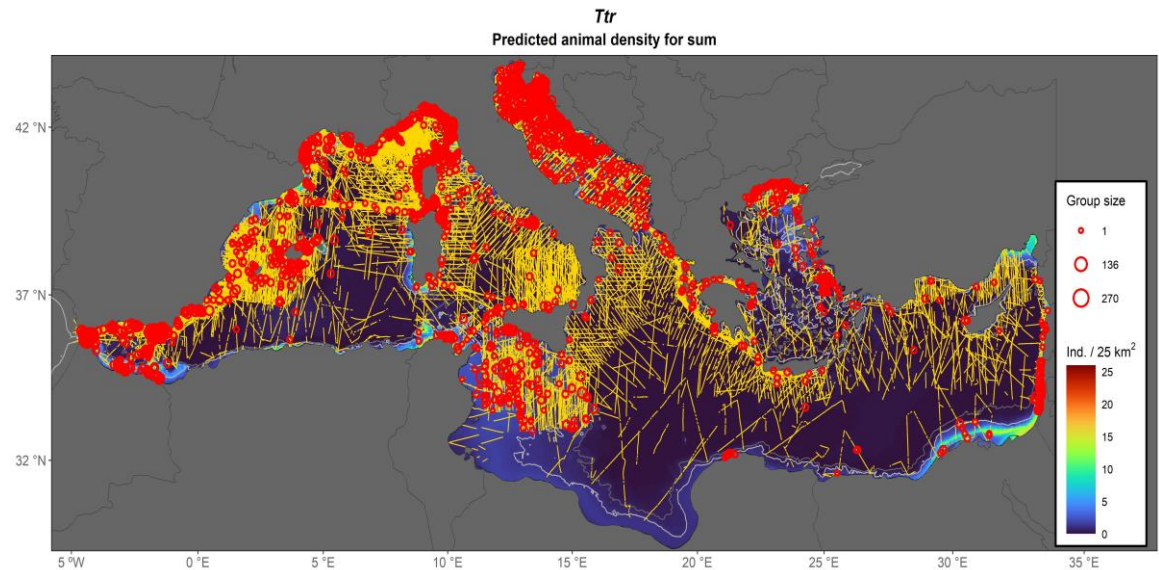 Ttr
Predicted animal density for sum
42 °N
37 °N
32 °N
5 °W
0 °E
5 °E
10 °E
15 °E
20 °E
25 °E
30 °E
35 °E
Group size
1
136
270
Ind. / 25 km²
25
20
15
10
5
0